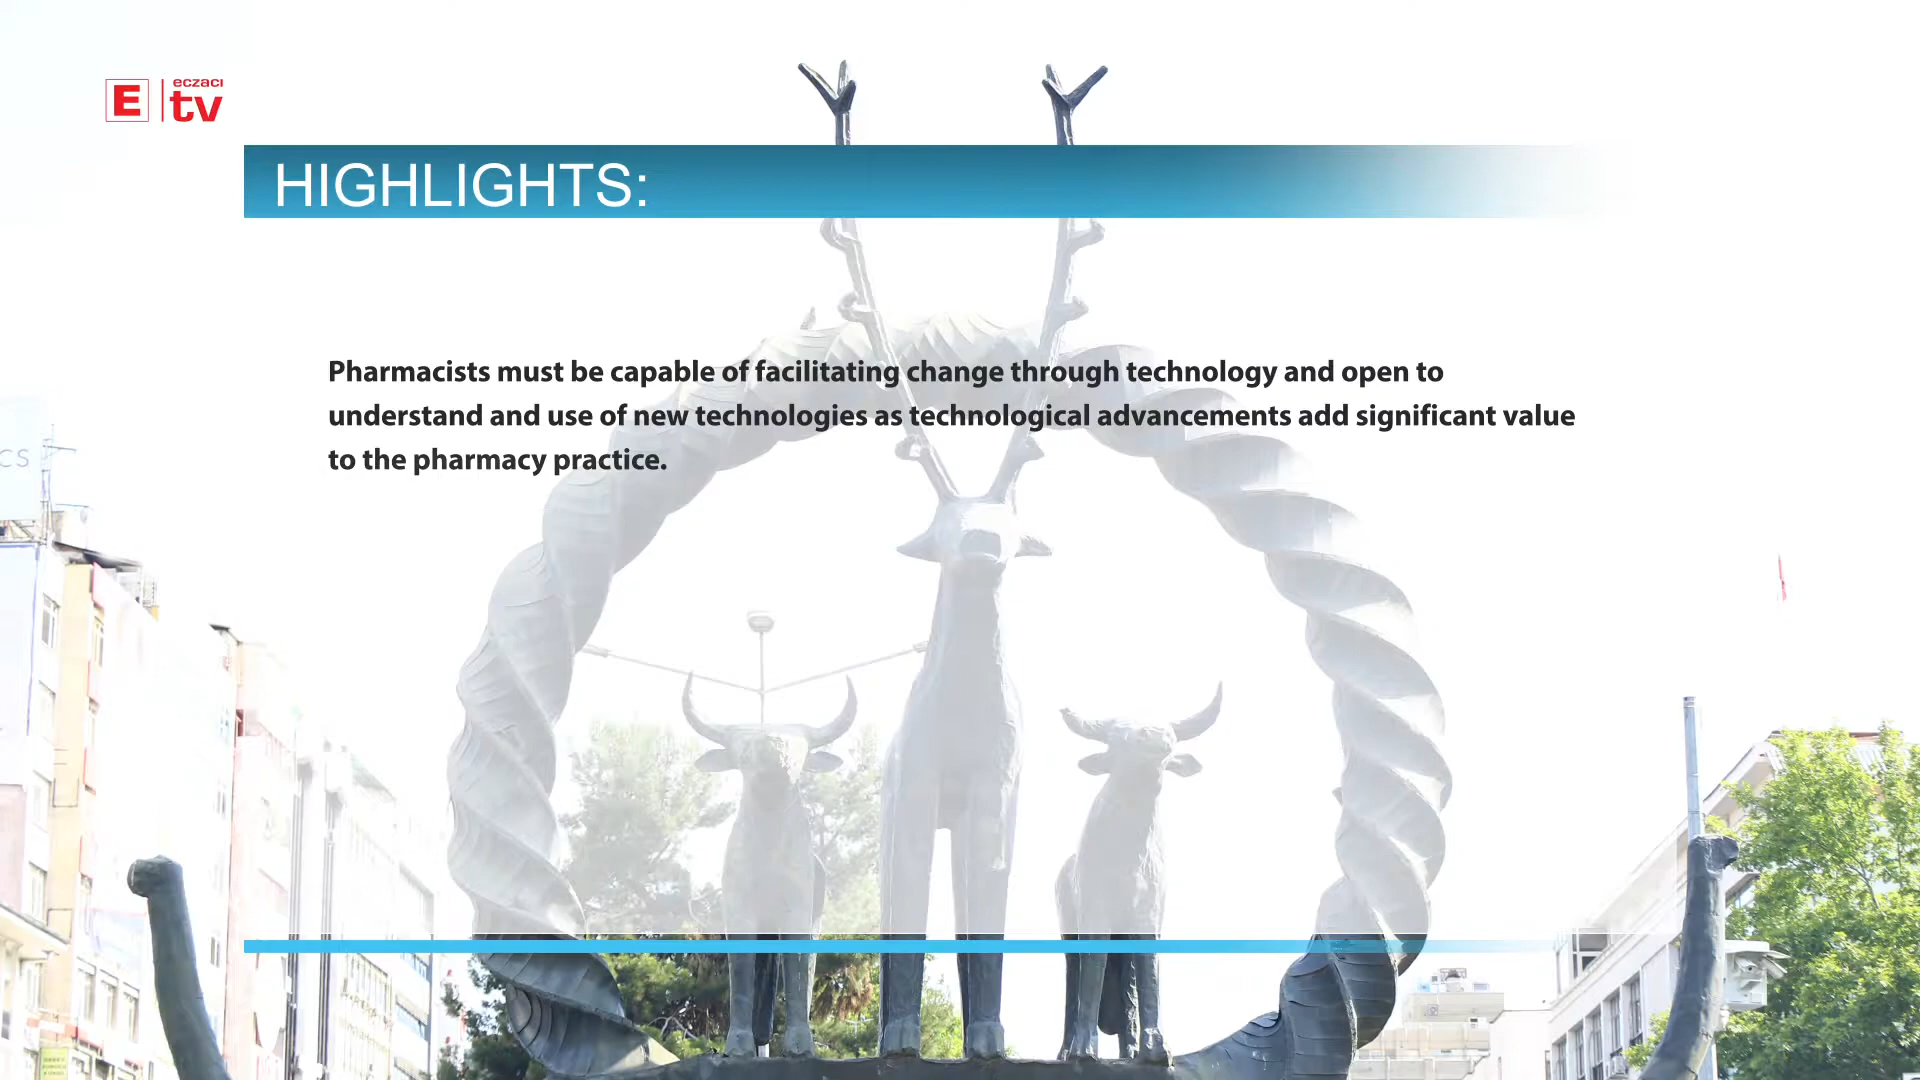 E
eczacı
tv
HIGHLIGHTS:
Pharmacists must be capable of facilitating change through technology and open to
understand and use of new technologies as technological advancements add significant value
to the pharmacy practice.
CS